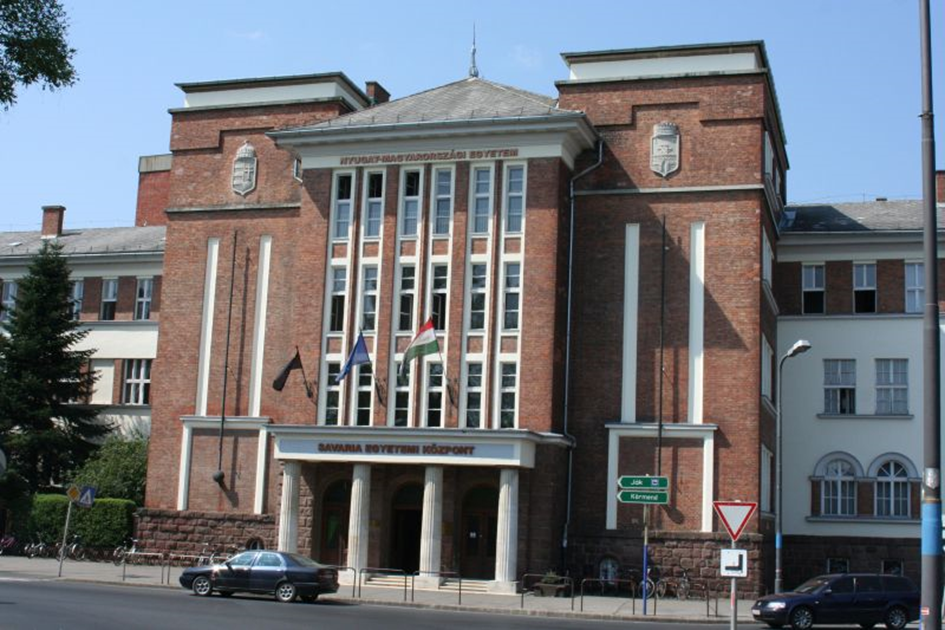 NYUGAT-MAGYARORSZÁGI EGYETEM
SAVARIA EGYETEMI KÖZPONT
Ják
Körmend